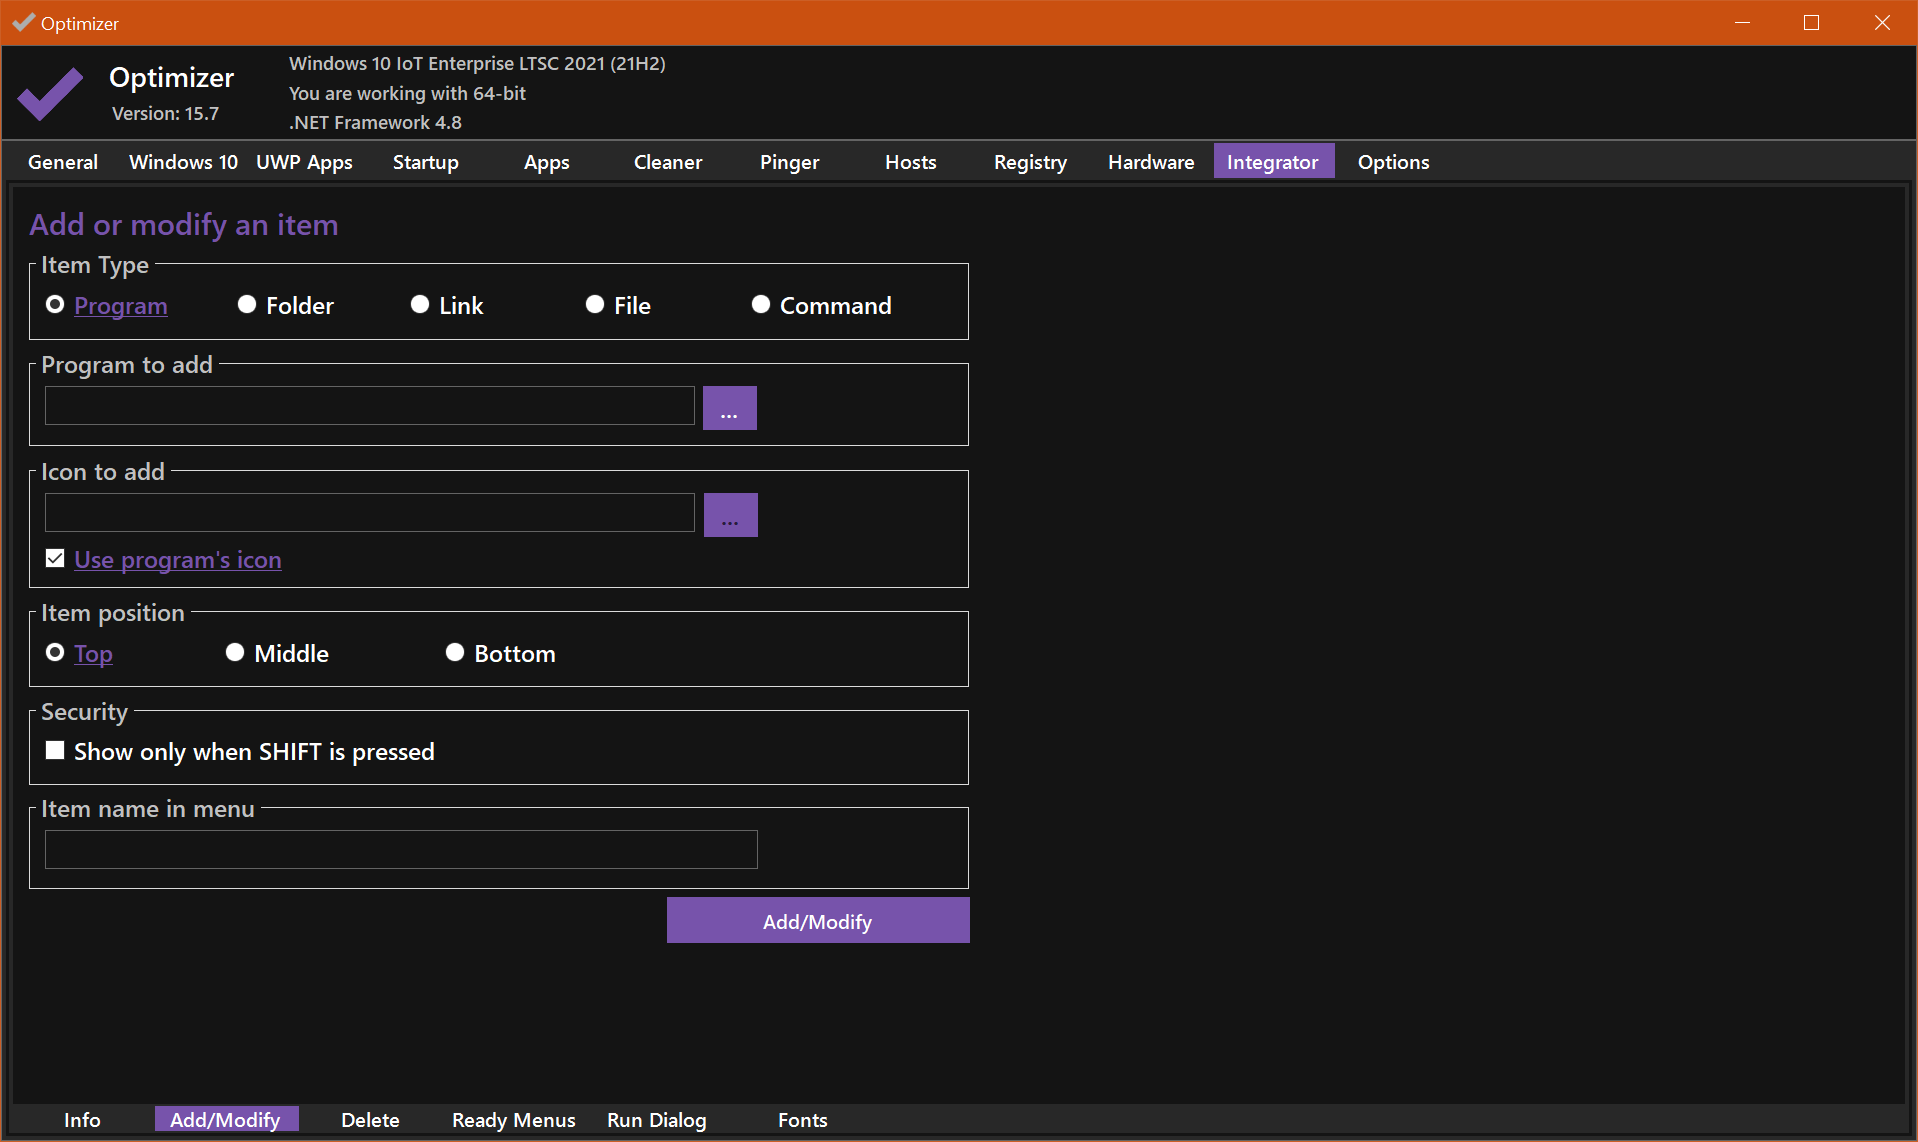 Optimizer
Optimizer
Version: 15.7
Windows 10 IoT Enterprise LTSC 2021 (21H2)
You are working with 64-bit
.NET Framework 4.8
General Windows 10 UWP Apps Startup Apps Cleaner Pinger Hosts Registry Hardware Integrator Options
Add or modify an item
Item Type
Program Folder Link File Command
Program to add
...
Icon to add
...
Use program's icon
Item position
Top Middle Bottom
Security
Show only when SHIFT is pressed
Item name in menu
Add/Modify
Info Add/Modify Delete Ready Menus Run Dialog Fonts